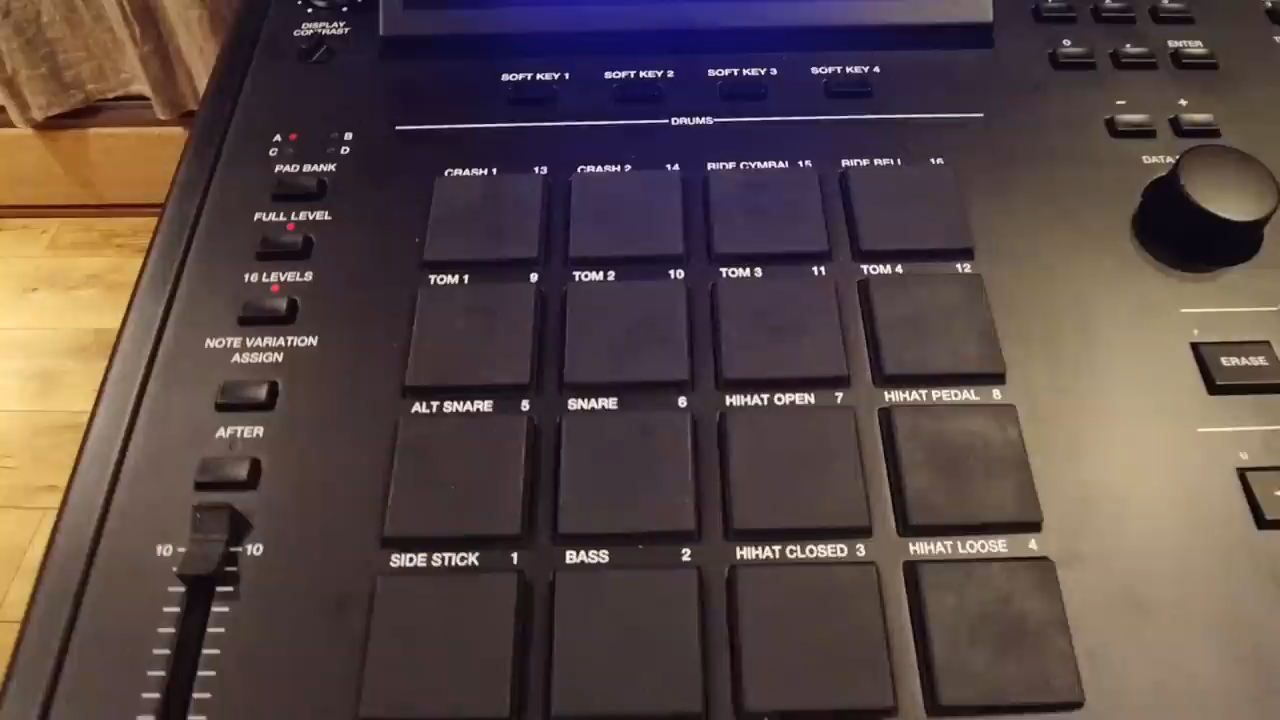 DISPLAY
CONTRAST
SOFT KEY 1 SOFT KEY 2 SOFT KEY 3 SOFT KEY 4
0 . ENTER
- +
DRUMS
A B
C D
PAD BANK
DATA
CRASH 1 13 CRASH 2 14 RIDE CYMBAL 15 RIDE BELL 16
FULL LEVEL
16 LEVELS
TOM 1 9 TOM 2 10 TOM 3 11 TOM 4 12
NOTE VARIATION
ASSIGN
ERASE
ALT SNARE 5 SNARE 6 HIHAT OPEN 7 HIHAT PEDAL 8
AFTER
10 10
SIDE STICK 1 BASS 2 HIHAT CLOSED 3 HIHAT LOOSE 4